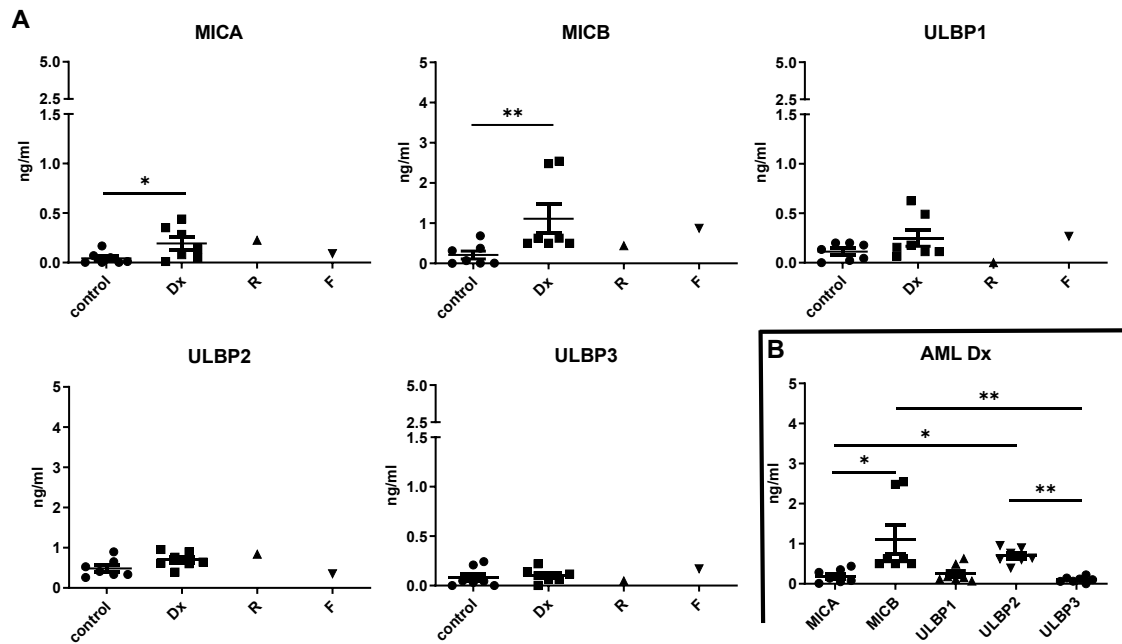 A
MICA
MICB
ULBP1
5.0
2.5
1.5
1.0
0.5
0.0
ng/ml
*
control
Dx
R
F
5
4
3
2
1
0
ng/ml
**
control
Dx
R
F
5.0
2.5
1.5
1.0
0.5
0.0
ng/ml
control
Dx
R
F
ULBP2
ULBP3
5
4
3
2
1
0
ng/ml
control
Dx
R
F
5.0
2.5
1.5
1.0
0.5
0.0
ng/ml
control
Dx
R
F
B
AML Dx
5
4
3
2
1
0
ng/ml
**
*
*
**
MICA
MICB
ULBP1
ULBP2
ULBP3